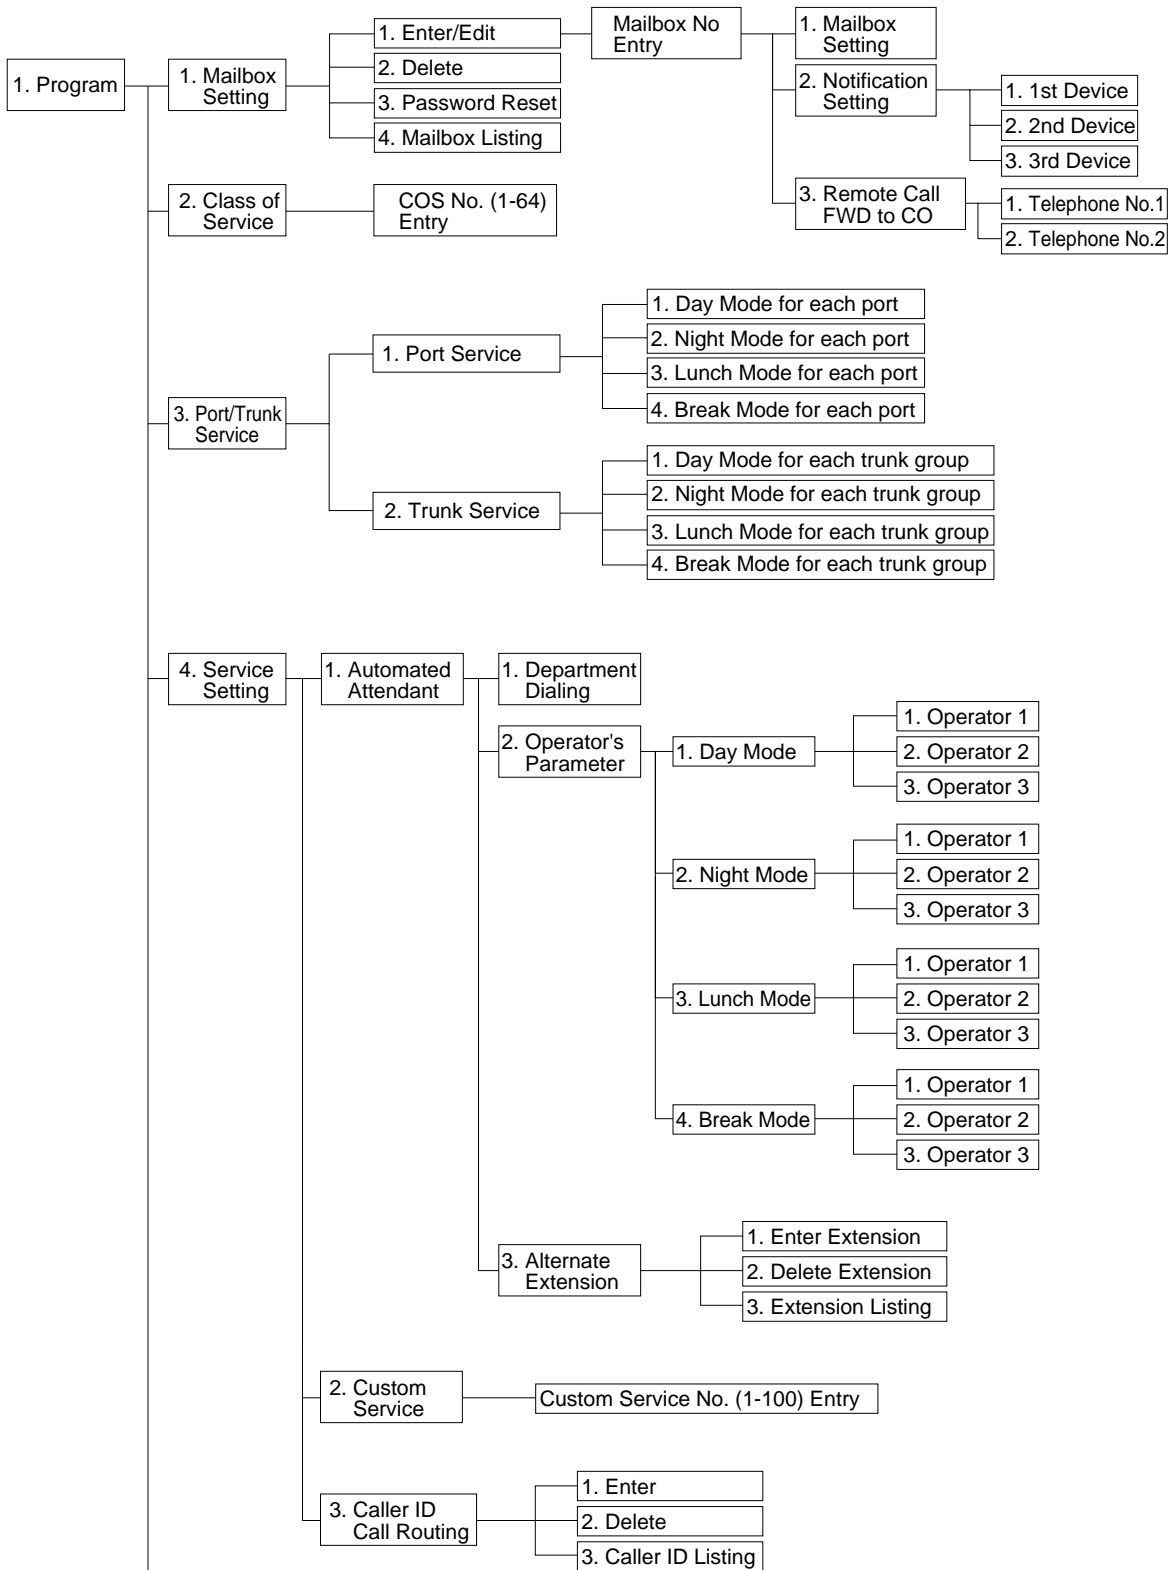 1. Program
1. Mailbox
Setting
1. Enter/Edit
2. Delete
3. Password Reset
4. Mailbox Listing
Mailbox No
Entry
1. Mailbox
Setting
2. Notification
Setting
1. 1st Device
2. 2nd Device
3. 3rd Device
3. Remote Call
FWD to CO
1. Telephone No.1
2. Telephone No.2
2. Class of
Service
COS No. (1-64)
Entry
3. Port/Trunk
Service
1. Port Service
1. Day Mode for each port
2. Night Mode for each port
3. Lunch Mode for each port
4. Break Mode for each port
2. Trunk Service
1. Day Mode for each trunk group
2. Night Mode for each trunk group
3. Lunch Mode for each trunk group
4. Break Mode for each trunk group
4. Service
Setting
1. Automated
Attendant
1. Department
Dialing
2. Operator's
Parameter
1. Day Mode
1. Operator 1
2. Operator 2
3. Operator 3
2. Night Mode
1. Operator 1
2. Operator 2
3. Operator 3
3. Lunch Mode
1. Operator 1
2. Operator 2
3. Operator 3
4. Break Mode
1. Operator 1
2. Operator 2
3. Operator 3
3. Alternate
Extension
1. Enter Extension
2. Delete Extension
3. Extension Listing
2. Custom
Service
Custom Service No. (1-100) Entry
3. Caller ID
Call Routing
1. Enter
2. Delete
3. Caller ID Listing